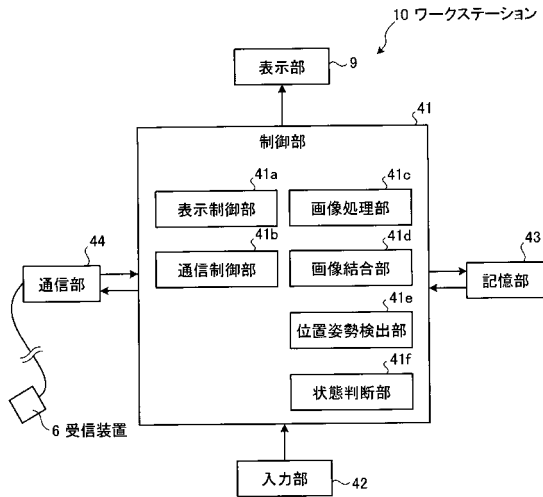 10 ワークステーション
表示部
9
41
制御部
41a
表示制御部
41c
画像処理部
41b
通信制御部
41d
画像結合部
44
通信部
43
記憶部
41e
位置姿勢検出部
41f
状態判断部
6 受信装置
入力部
42